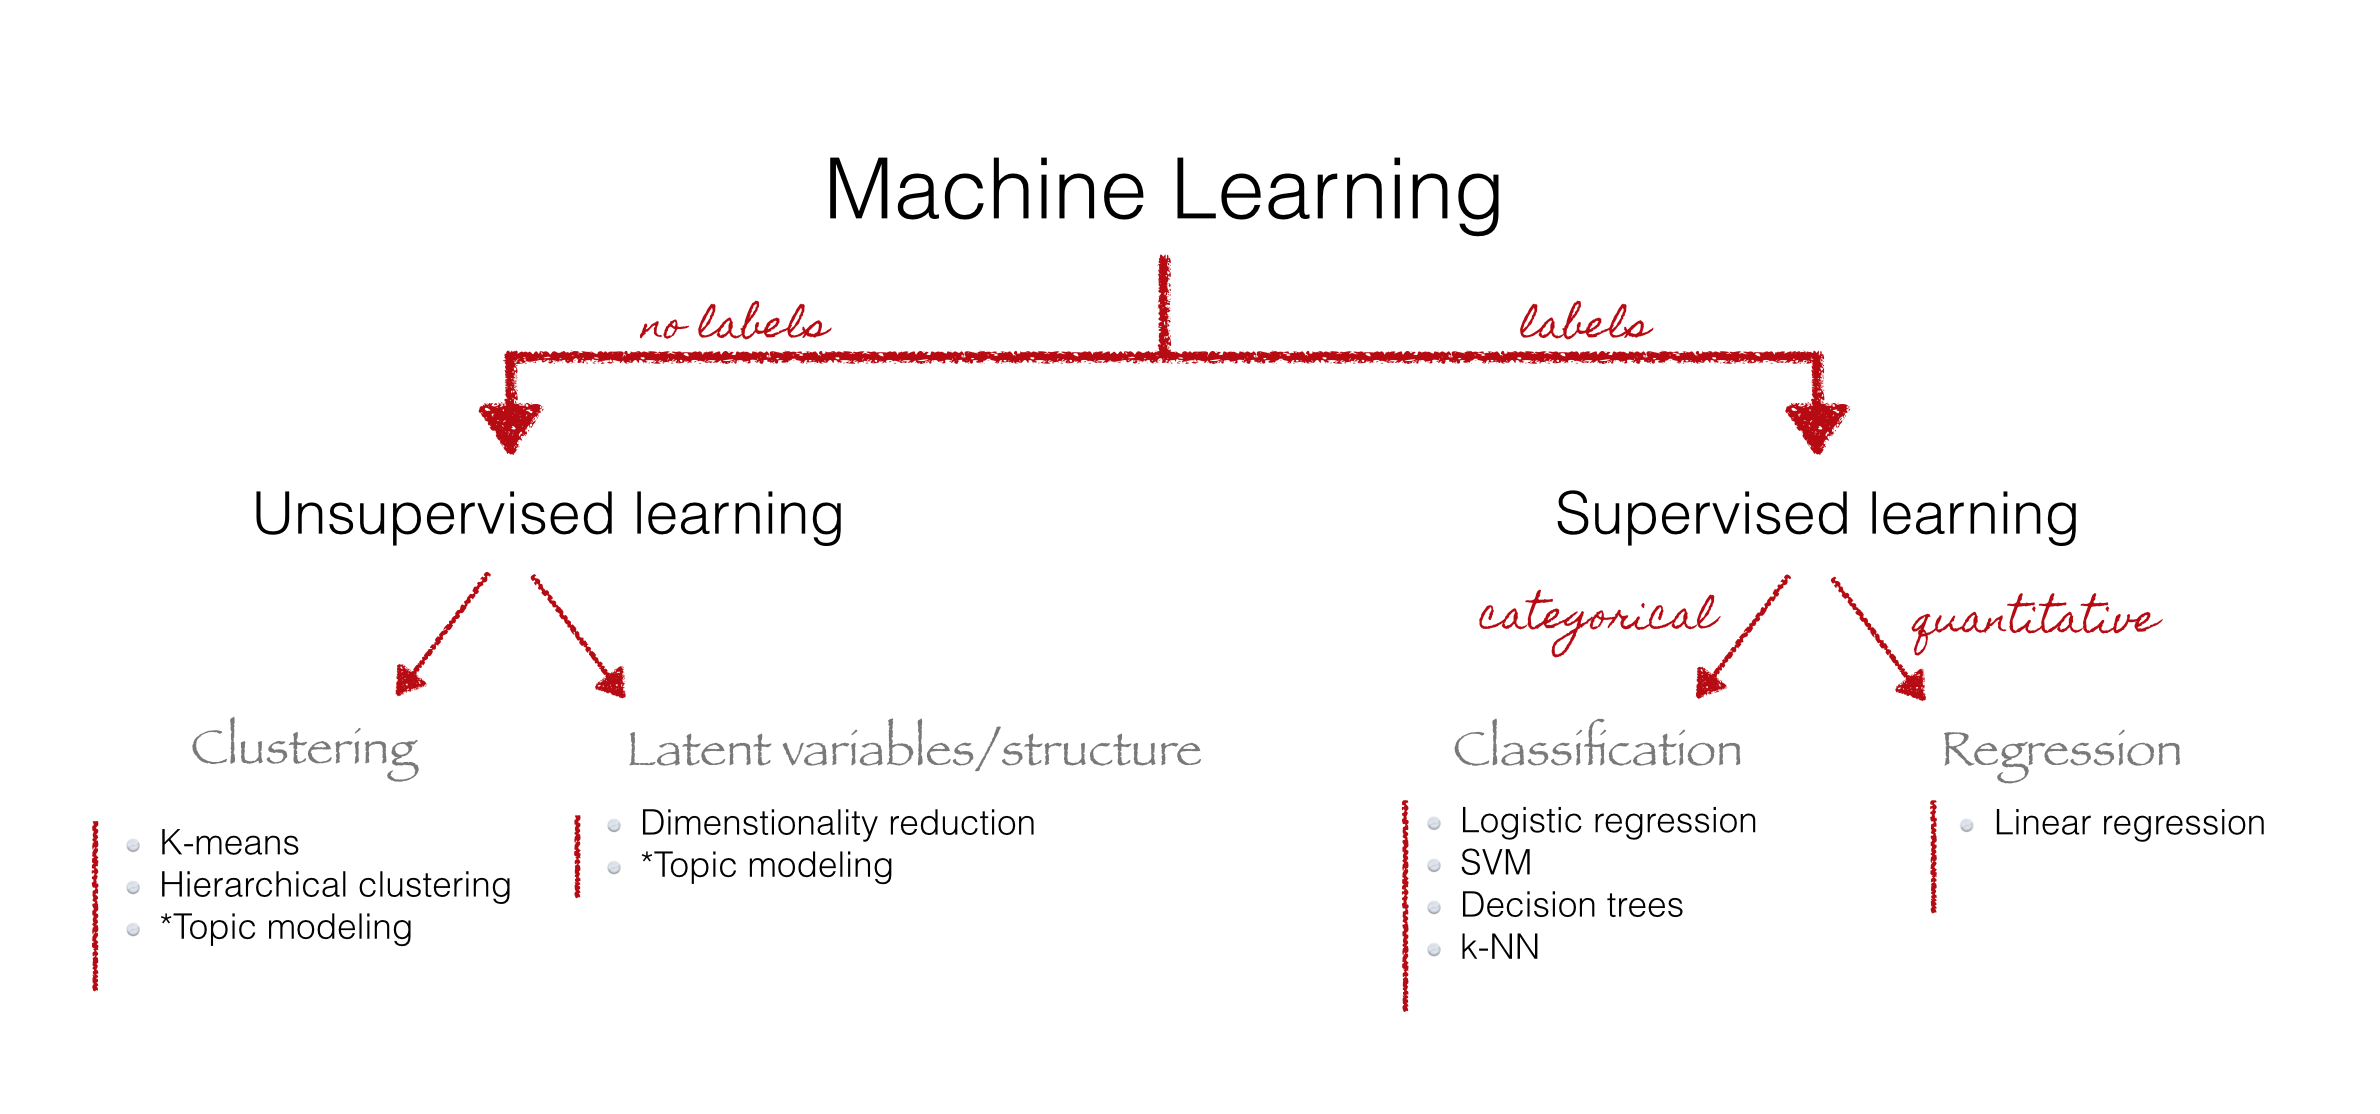 Machine Learning
no labels
labels
Unsupervised learning
Supervised learning
categorical
quantitative
Clustering
Latent variables/structure
Classification
Regression
K-means
Hierarchical clustering
*Topic modeling
Dimenstionality reduction
*Topic modeling
Logistic regression
SVM
Decision trees
k-NN
Linear regression